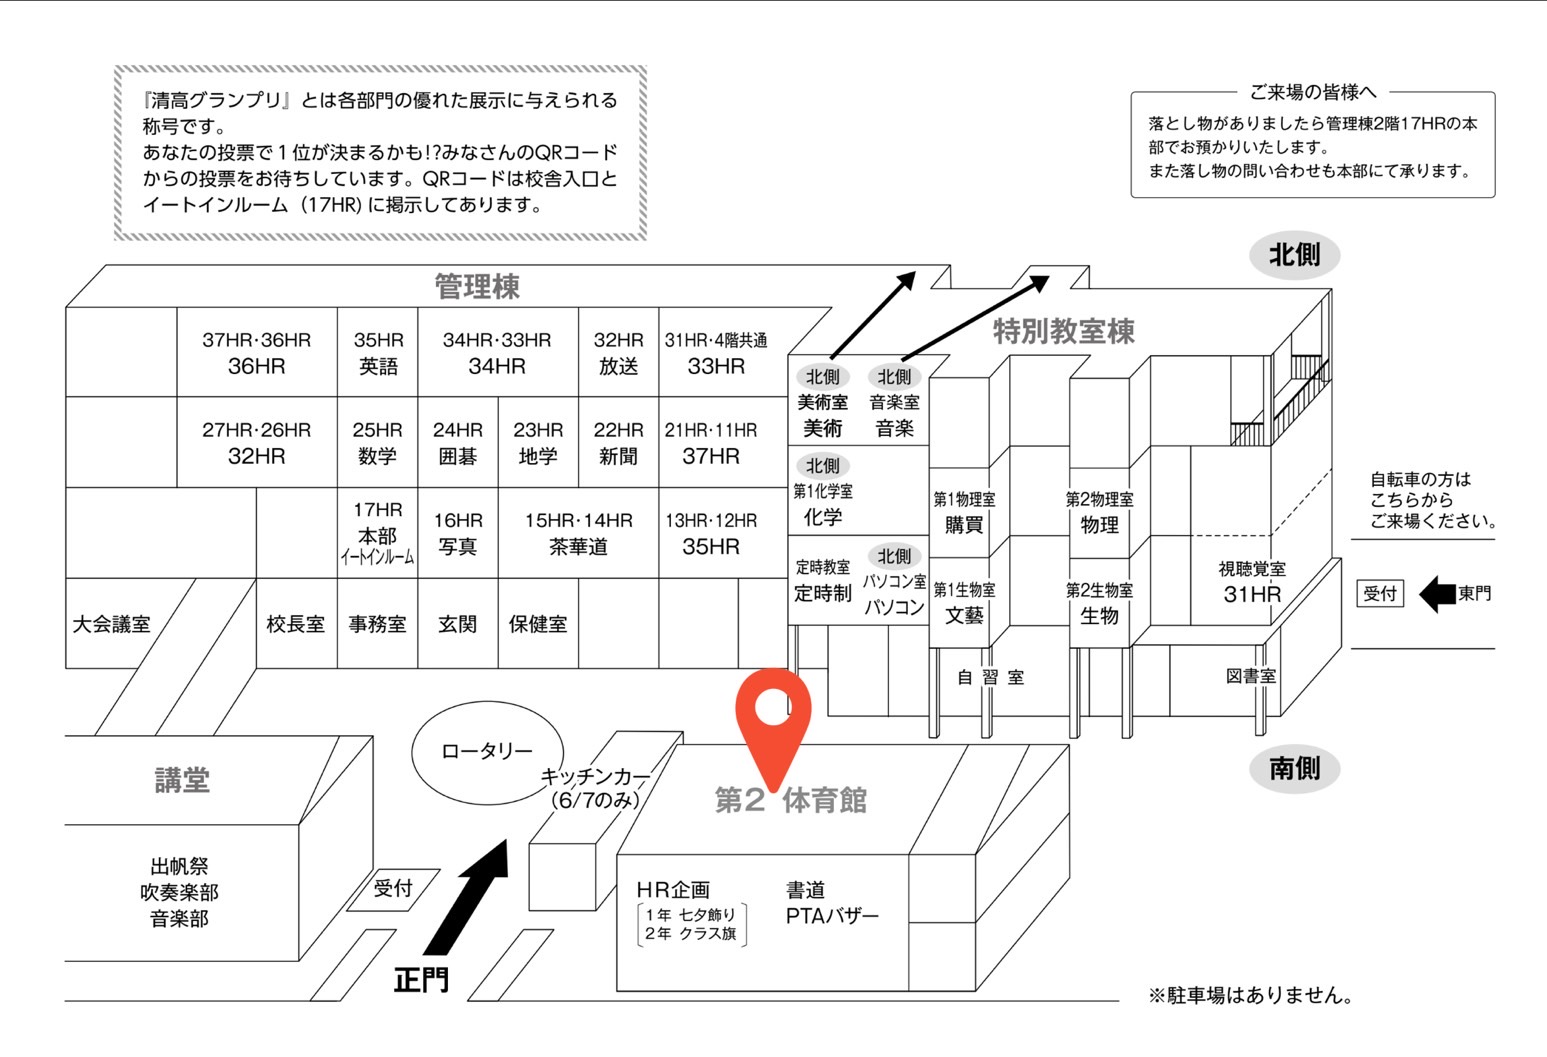 『清高グランプリ』とは各部門の優れた展示に与えられる
称号です。
あなたの投票で1位が決まるかも!?みなさんのQRコード
からの投票をお待ちしています。QRコードは校舎入口と
イートインルーム（17HR)に掲示してあります。
ご来場の皆様へ
落とし物がありましたら管理棟2階17HRの本
部でお預かりいたします。
また落し物の問い合わせも本部にて承ります。
北側
管理棟
特別教室棟
37HR·36HR
36HR
35HR
英語
34HR·33HR
34HR
32HR
放送
31HR·4階共通
33HR
北側
美術室
美術
北側
音楽室
音楽
27HR·26HR
32HR
25HR
数学
24HR
囲碁
23HR
地学
22HR
新聞
21HR·11HR
37HR
北側
第1化学室
化学
第1物理室
購買
第2物理室
物理
自転車の方は
こちらから
ご来場ください。
17HR
本部
イートインルーム
16HR
写真
15HR·14HR
茶華道
13HR·12HR
35HR
定時教室
定時制
北側
パソコン室
パソコン
第1生物室
文藝
第2生物室
生物
視聴覚室
31HR
受付
東門
大会議室
校長室
事務室
玄関
保健室
自習室
図書室
南側
講堂
ロータリー
キッチンカー
(6/7のみ)
第2 体育館
出帆祭
吹奏楽部
音楽部
受付
正門
HR企画
1年 七夕飾り
2年 クラス旗
書道
PTAバザー
※駐車場はありません。